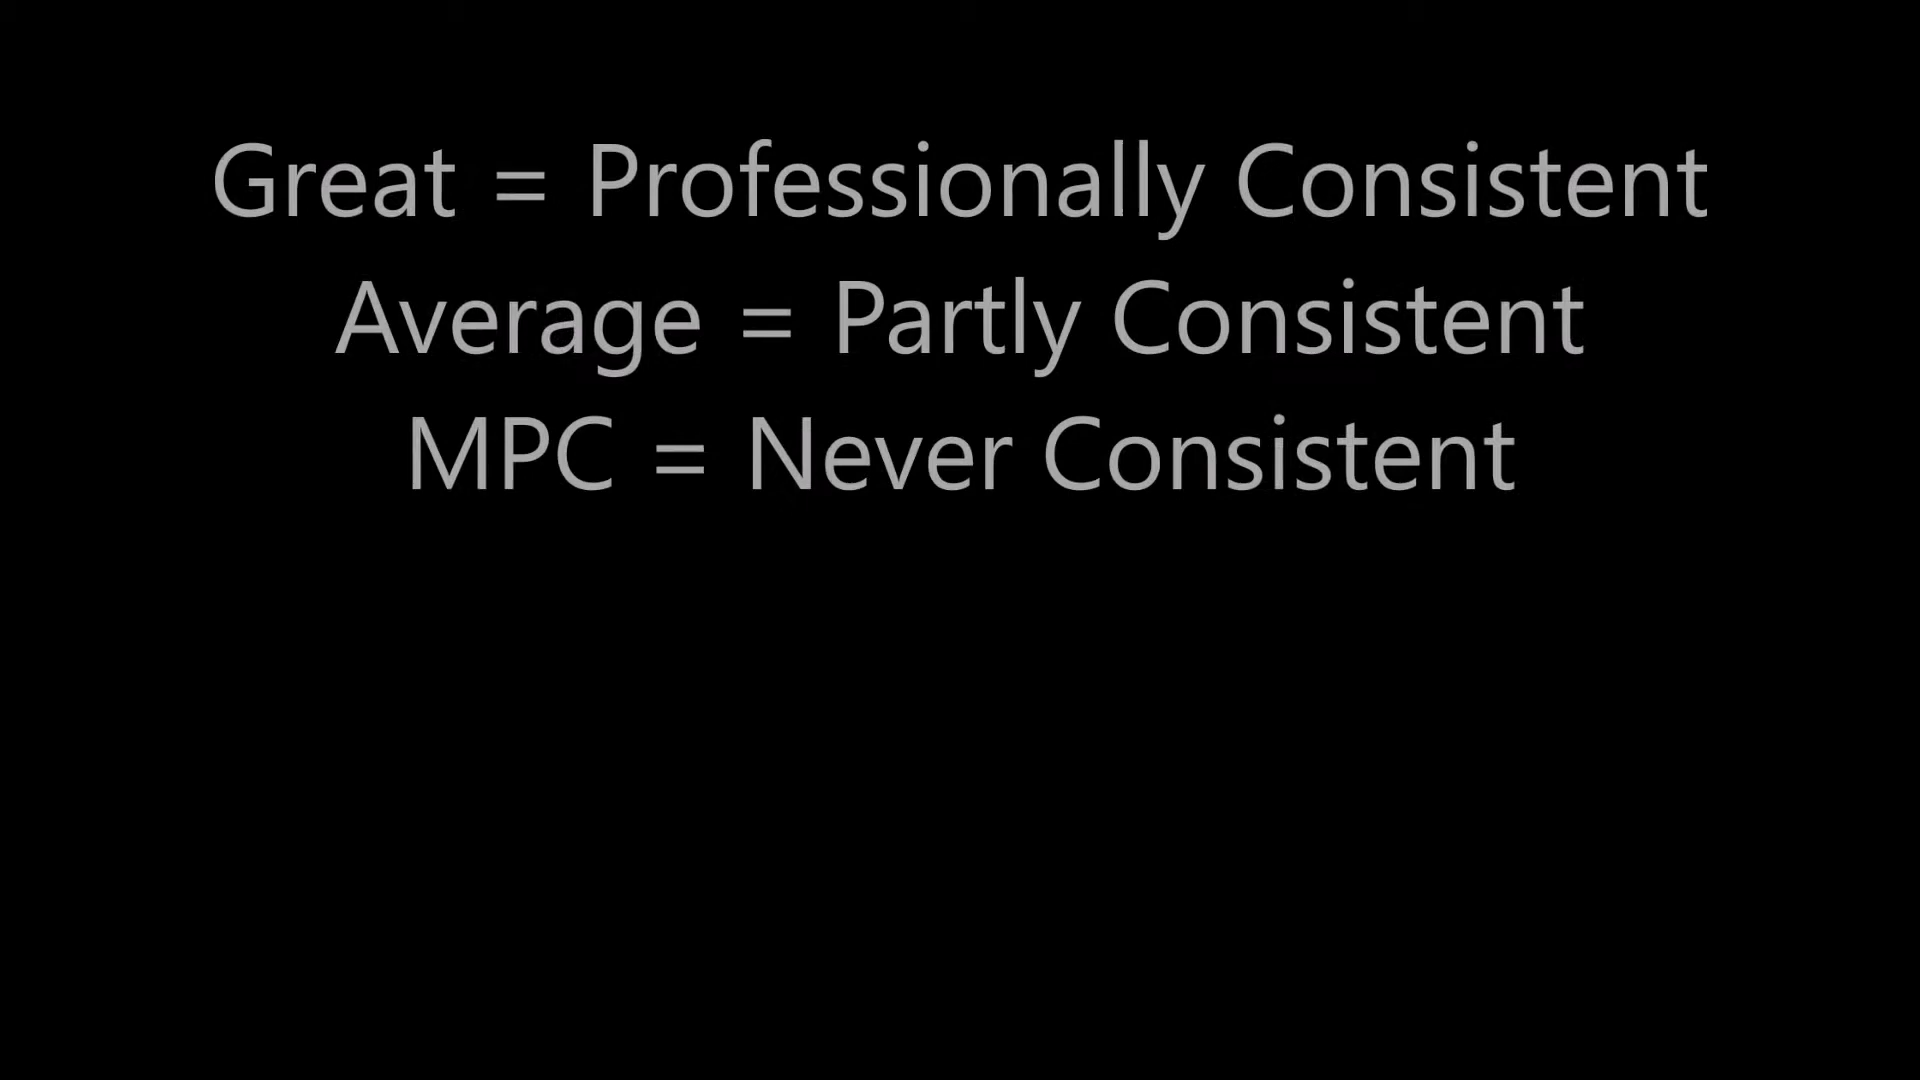 Great = Professionally Consistent
Average = Partly Consistent
MPC = Never Consistent